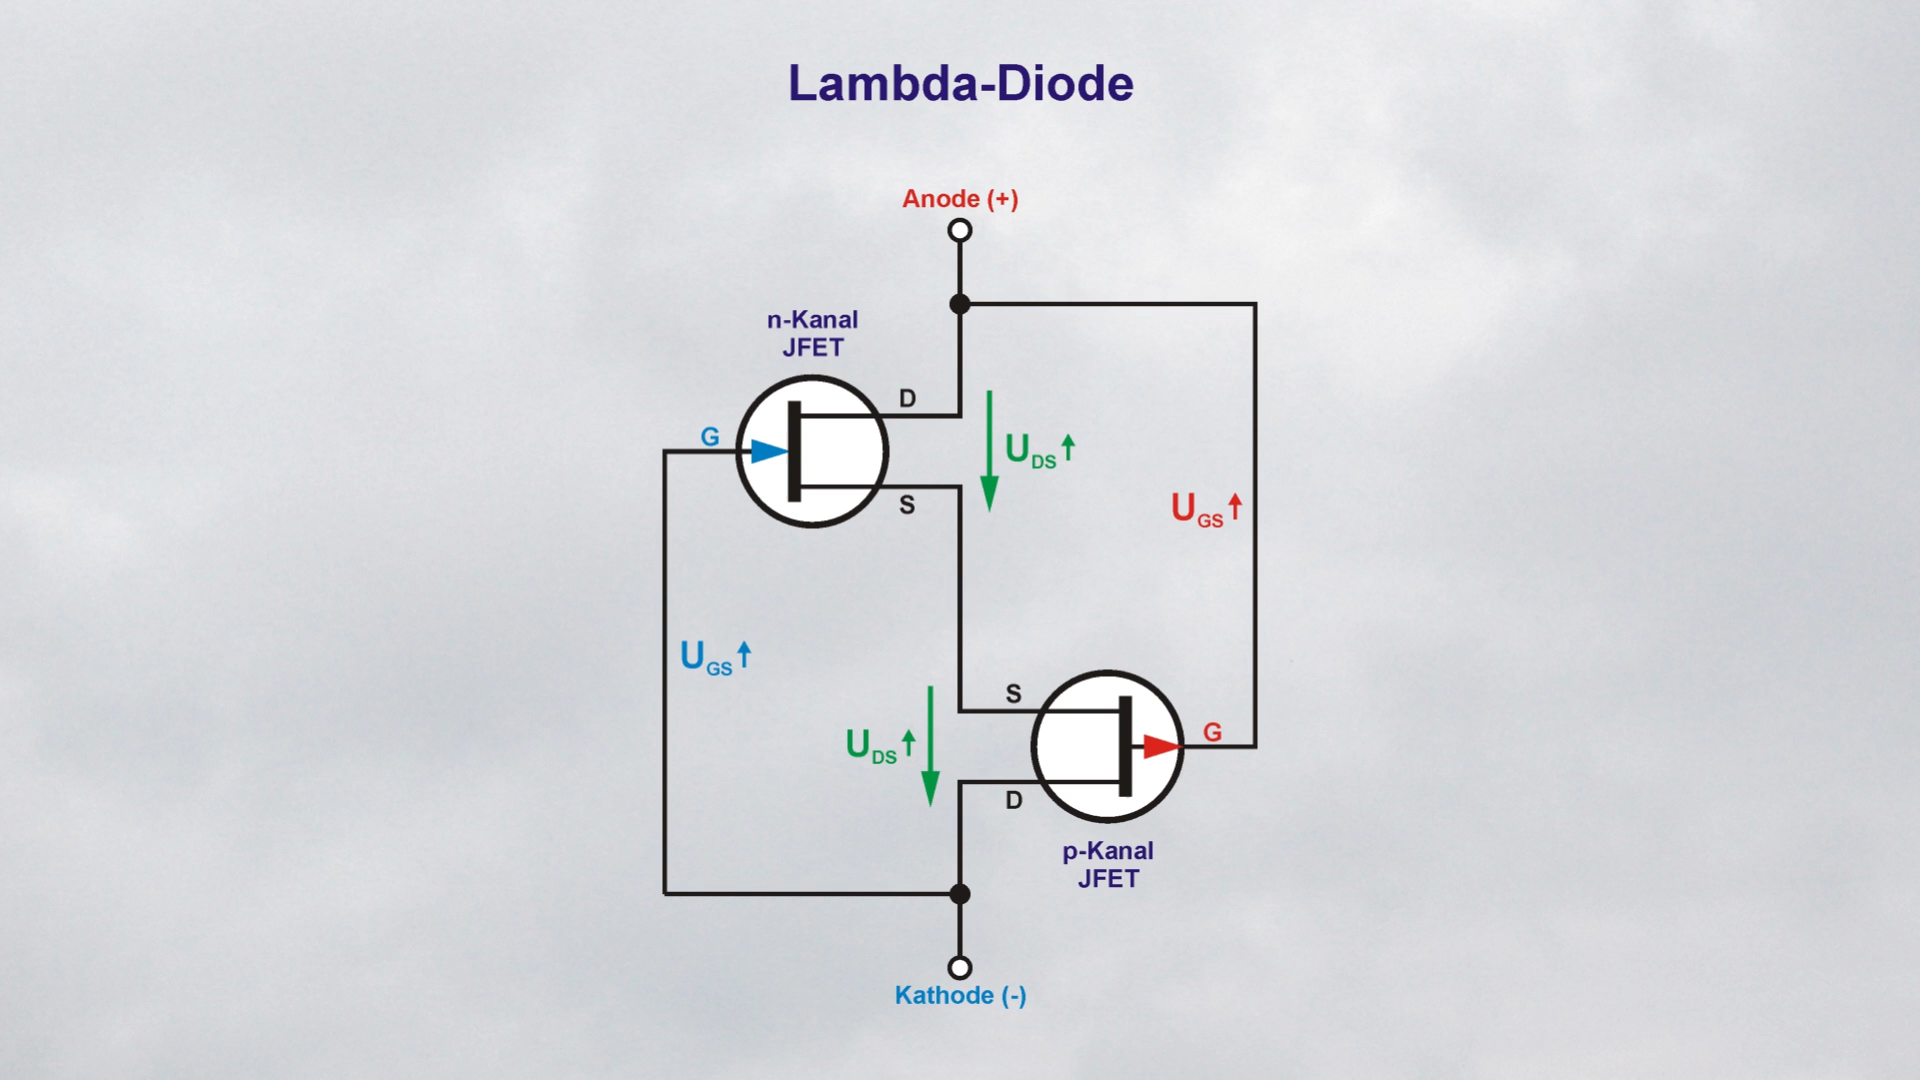 Lambda-Diode
Anode (+)
n-Kanal
JFET
D
G
U_DS↑
S
U_GS↑
U_GS↑
S
G
U_DS↑
D
p-Kanal
JFET
Kathode (-)